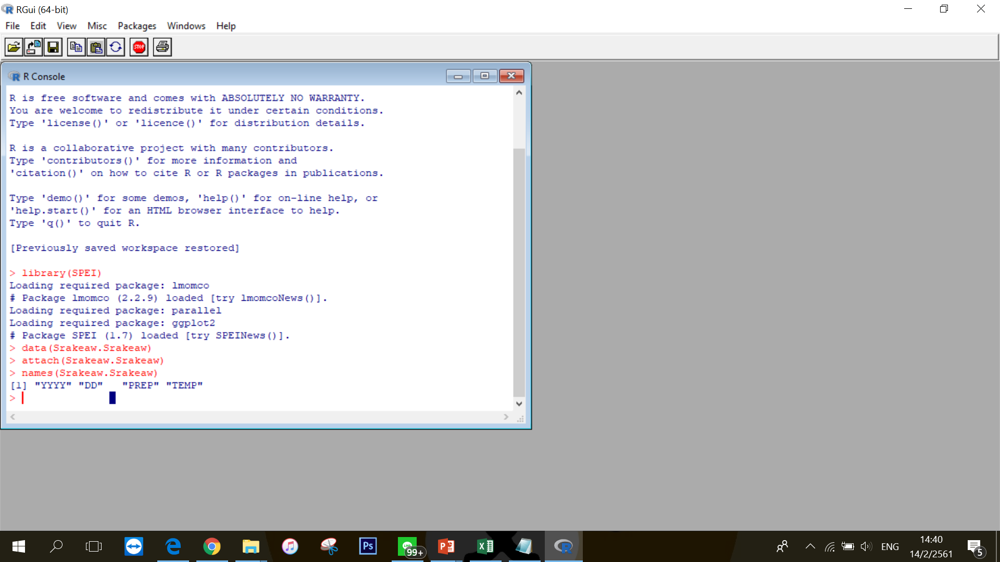 RGui (64-bit)
File Edit View Misc Packages Windows Help
STOP
R Console
R is free software and comes with ABSOLUTELY NO WARRANTY.
You are welcome to redistribute it under certain conditions.
Type 'license()' or 'licence()' for distribution details.
R is a collaborative project with many contributors.
Type 'contributors()' for more information and
'citation()' on how to cite R or R packages in publications.
Type 'demo()' for some demos, 'help()' for on-line help, or
'help.start()' for an HTML browser interface to help.
Type 'q()' to quit R.
[Previously saved workspace restored]
> library(SPEI)
Loading required package: lmomco
# Package lmomco (2.2.9) loaded [try lmomcoNews()].
Loading required package: parallel
Loading required package: ggplot2
# Package SPEI (1.7) loaded [try SPEINews()].
> data(Srakeaw.Srakeaw)
> attach(Srakeaw.Srakeaw)
> names(Srakeaw.Srakeaw)
[1] "YYYY" "DD"   "PREP" "TEMP"
>
Ps
LINE
99+
ENG
14:40
14/2/2561
5